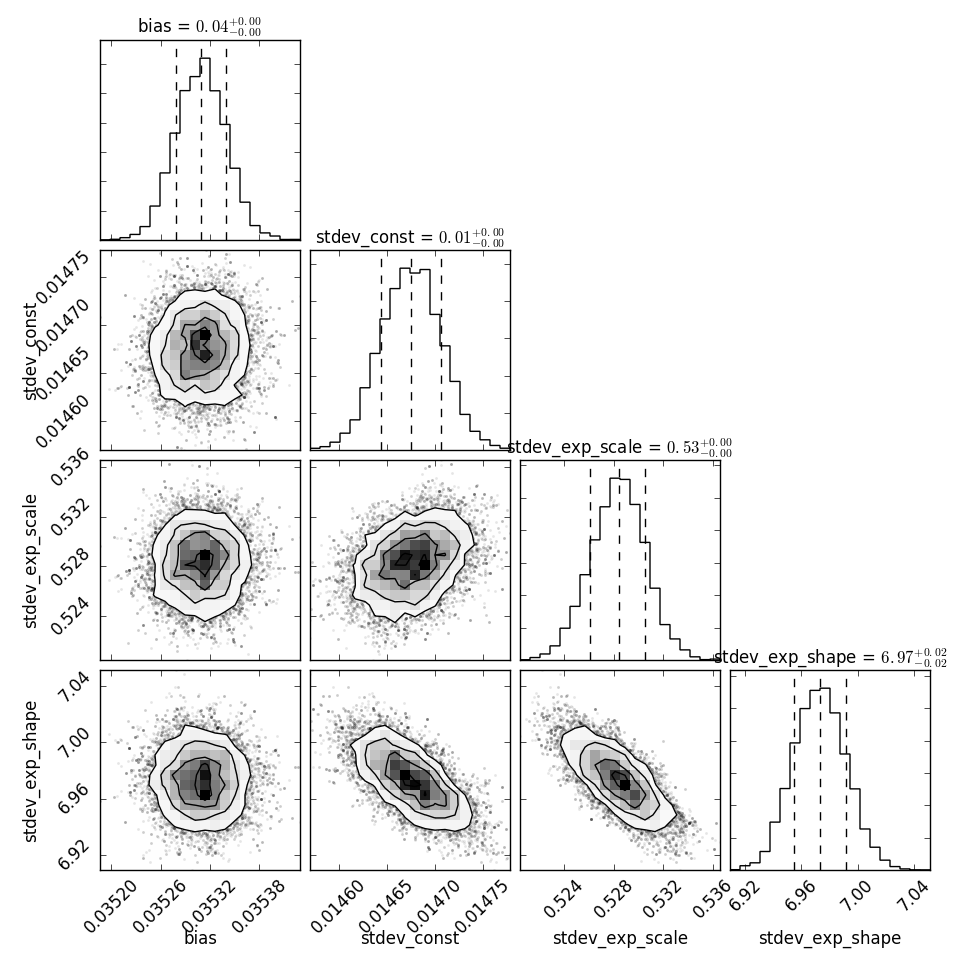 bias = 0.04+0.00−0.00
stdev_const = 0.01+0.00−0.00
stdev_exp_scale = 0.53+0.00−0.00
stdev_exp_shape = 6.97+0.02−0.02
stdev_const
0.01475
0.01470
0.01465
0.01460
stdev_exp_scale
0.536
0.532
0.528
0.524
stdev_exp_shape
7.04
7.00
6.96
6.92
0.03520 0.03526 0.03532 0.03538
0.01460 0.01465 0.01470 0.01475
0.524 0.528 0.532 0.536
6.92 6.96 7.00 7.04
bias
stdev_const
stdev_exp_scale
stdev_exp_shape